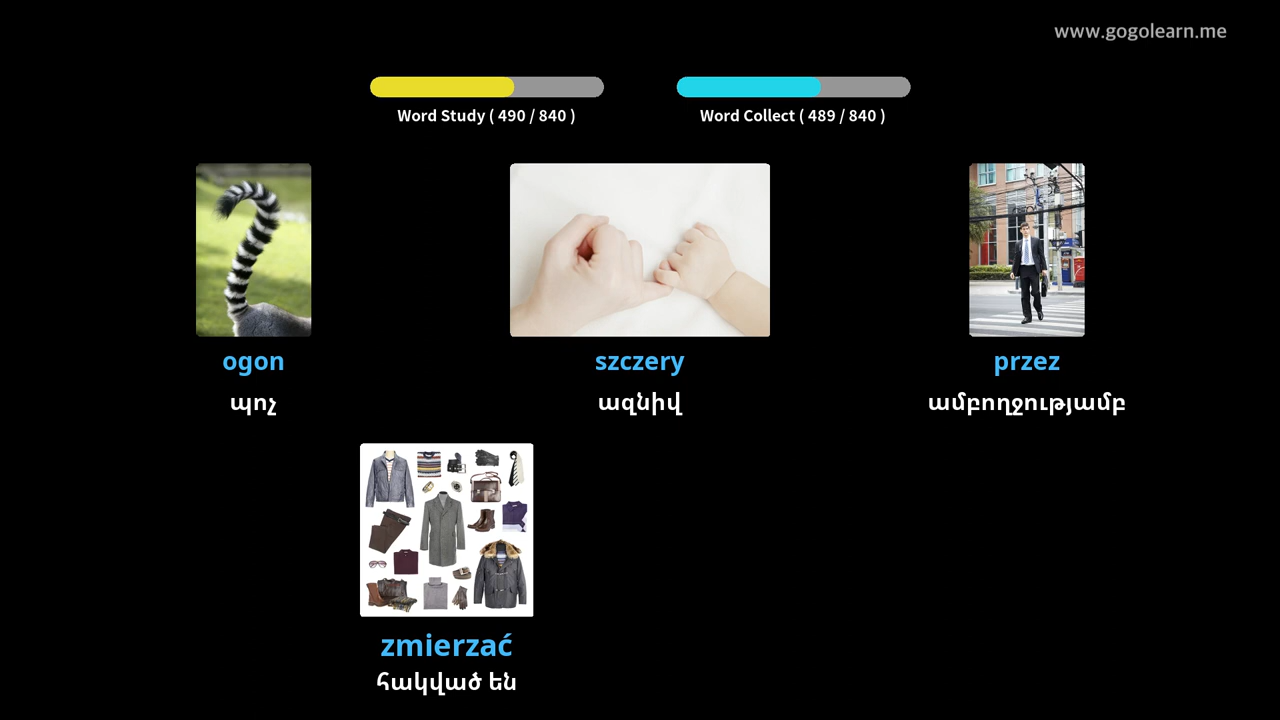 www.gogolearn.me
Word Study ( 490 / 840 )
Word Collect ( 489 / 840 )
ogon
szczery
przez
պոչ
ազնիվ
ամբողջությամբ
zmierzać
հակված են